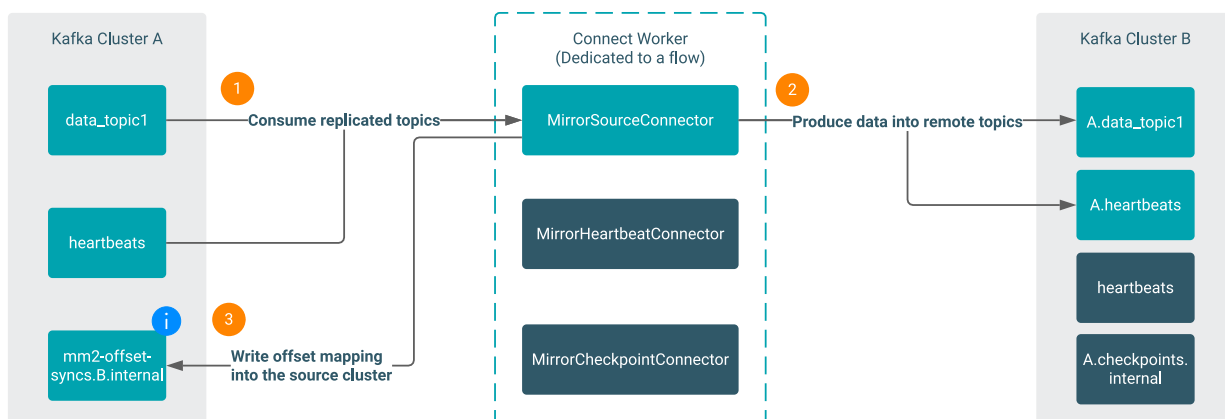 Kafka Cluster A
data_topic1
heartbeats
mm2-offset-
syncs.B.internal
i
1
Consume replicated topics
3
Write offset mapping
into the source cluster
Connect Worker
(Dedicated to a flow)
MirrorSourceConnector
MirrorHeartbeatConnector
MirrorCheckpointConnector
2
Produce data into remote topics
Kafka Cluster B
A.data_topic1
A.heartbeats
heartbeats
A.checkpoints.
internal